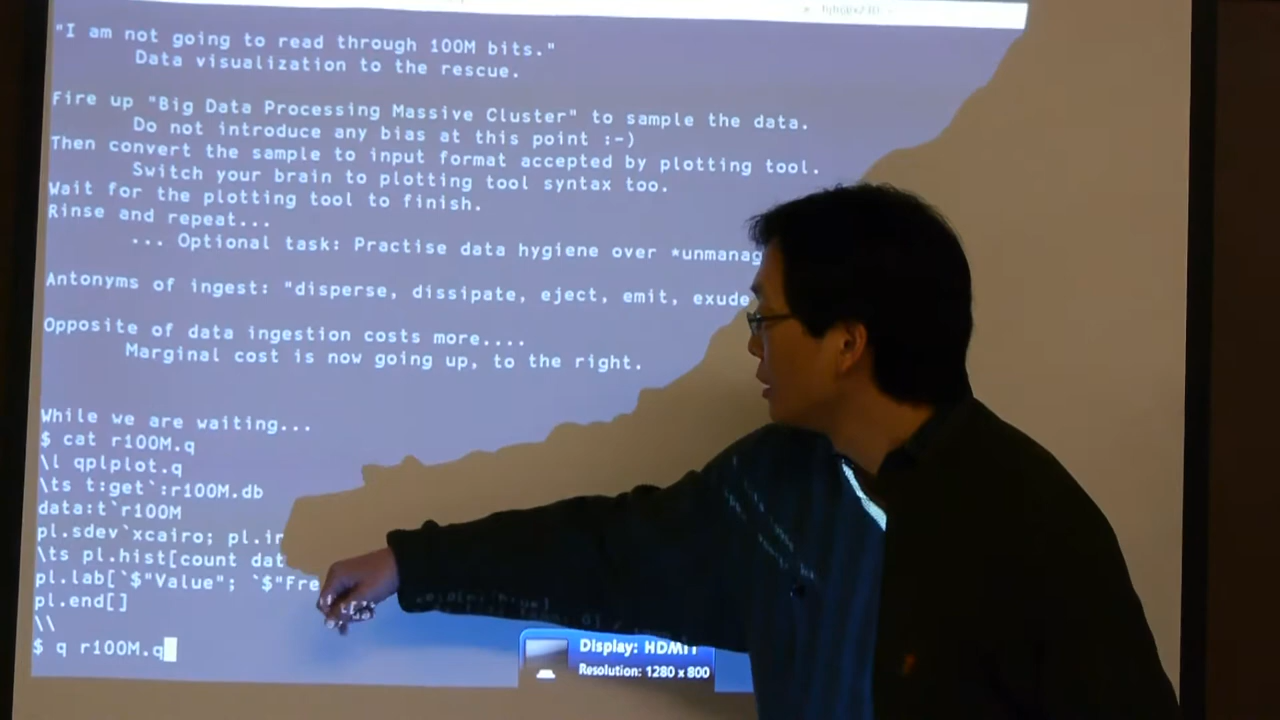 "I am not going to read through 100M bits."
Data visualization to the rescue.
Fire up "Big Data Processing Massive Cluster" to sample the data.
Do not introduce any bias at this point :-)
Then convert the sample to input format accepted by plotting tool.
Switch your brain to plotting tool syntax too.
Wait for the plotting tool to finish.
Rinse and repeat...
... Optional task: Practise data hygiene over *unmanag
Antonyms of ingest: "disperse, dissipate, eject, emit, exude
Opposite of data ingestion costs more....
Marginal cost is now going up, to the right.
While we are waiting...
$ cat r100M.q
\l qplplot.q
\ts t:get`:r100M.db
data:t`r100M
pl.sdev`xcairo; pl.in
\ts pl.hist[count dat
pl.lab[`$"Value"; `$"Fre
pl.end[]
\\
$ q r100M.q
Display: HDMI1
Resolution: 1280 x 800